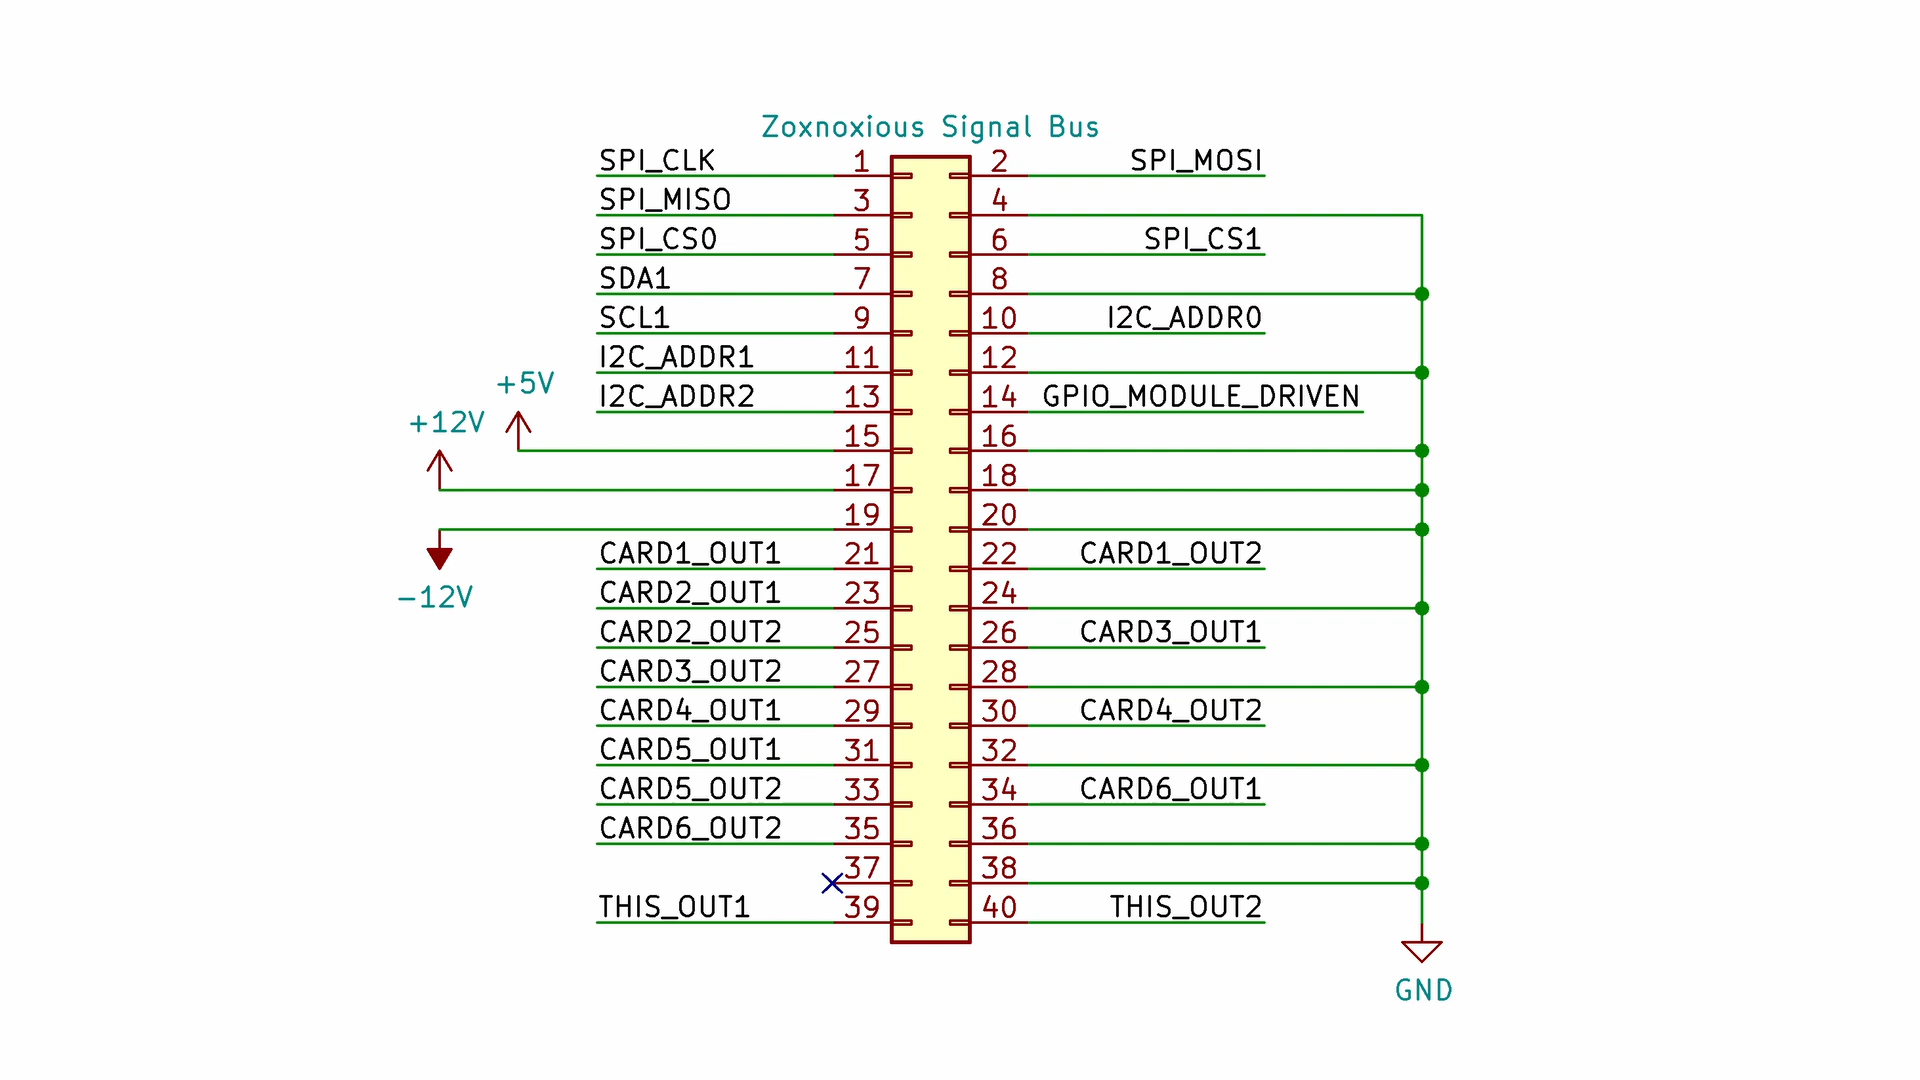 Zoxnoxious Signal Bus
SPI_CLK 1 2 SPI_MOSI
SPI_MISO 3 4
SPI_CS0 5 6 SPI_CS1
SDA1 7 8
SCL1 9 10 I2C_ADDR0
I2C_ADDR1 11 12
+5V
I2C_ADDR2 13 14 GPIO_MODULE_DRIVEN
+12V
15 16
17 18
19 20
CARD1_OUT1 21 22 CARD1_OUT2
-12V
CARD2_OUT1 23 24
CARD2_OUT2 25 26 CARD3_OUT1
CARD3_OUT2 27 28
CARD4_OUT1 29 30 CARD4_OUT2
CARD5_OUT1 31 32
CARD5_OUT2 33 34 CARD6_OUT1
CARD6_OUT2 35 36
37 38
THIS_OUT1 39 40 THIS_OUT2
GND